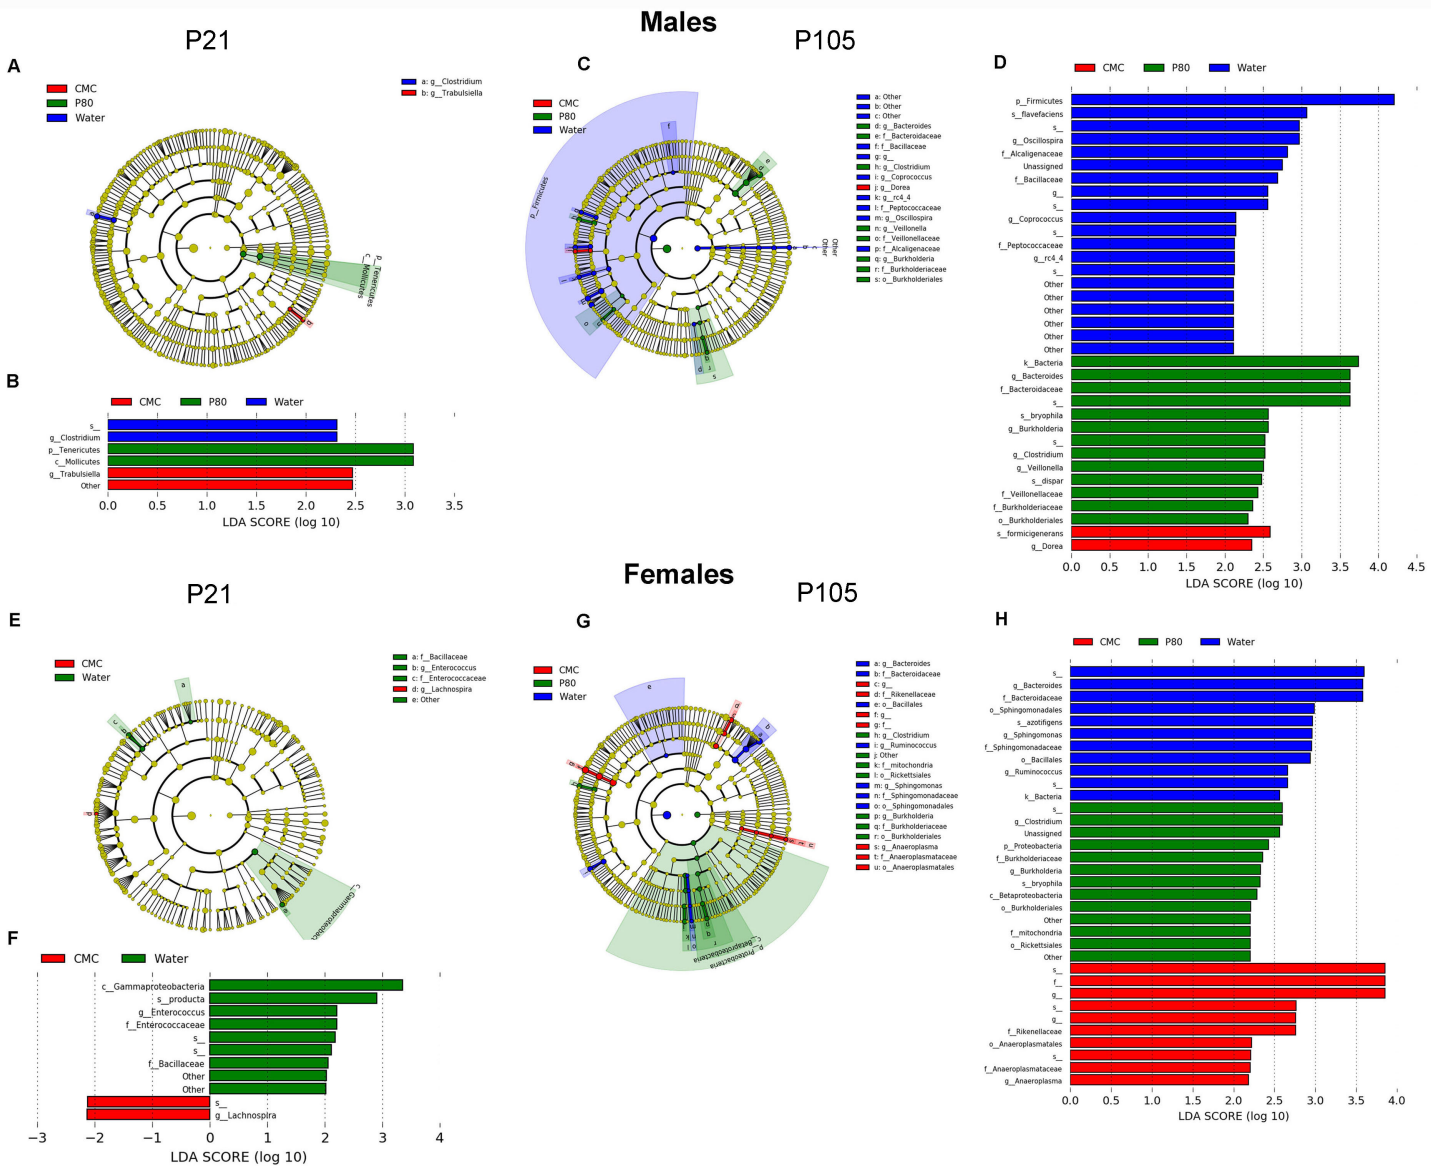 Males
P21
P105
A
CMC
P80
Water
a: g__Clostridium
b: g__Trabulsiella
a
p__Tenericutes
c__Mollicutes
b
B
CMC
P80
Water
s__
g__Clostridium
p__Tenericutes
c__Mollicutes
g__Trabulsiella
Other
0.0 0.5 1.0 1.5 2.0 2.5 3.0 3.5
LDA SCORE (log 10)
C
CMC
P80
Water
p__Firmicutes
f
e
a
b
c
Other
Other
o
p
q
r
s
a: Other
b: Other
c: Other
d: g__Bacteroides
e: f__Bacteroidaceae
f: f__Bacillaceae
g: g__
h: g__Clostridium
i: g__Coprococcus
j: g__Dorea
k: g__rc4_4
l: f__Peptococcaceae
m: g__Oscillospira
n: g__Veillonella
o: f__Veillonellaceae
p: f__Alcaligenaceae
q: g__Burkholderia
r: f__Burkholderiaceae
s: o__Burkholderiales
D
CMC
P80
Water
p__Firmicutes
s__flavefaciens
s__
g__Oscillospira
f__Alcaligenaceae
Unassigned
f__Bacillaceae
g__
s__
g__Coprococcus
s__
f__Peptococcaceae
g__rc4_4
s__
Other
Other
Other
Other
Other
Other
k__Bacteria
g__Bacteroides
f__Bacteroidaceae
s__
s__bryophila
g__Burkholderia
s__
g__Clostridium
g__Veillonella
s__dispar
f__Veillonellaceae
f__Burkholderiaceae
o__Burkholderiales
s__formicigenerans
g__Dorea
0.0 0.5 1.0 1.5 2.0 2.5 3.0 3.5 4.0 4.5
LDA SCORE (log 10)
Females
P21
P105
E
CMC
Water
a: f__Bacillaceae
b: g__Enterococcus
c: f__Enterococcaceae
d: g__Lachnospira
e: Other
a
c
b
d
e
c__Gammaproteobac
F
CMC
Water
c__Gammaproteobacteria
s__producta
g__Enterococcus
f__Enterococcaceae
s__
s__
f__Bacillaceae
Other
Other
s__
g__Lachnospira
−3 −2 −1 0 1 2 3 4
LDA SCORE (log 10)
G
CMC
P80
Water
e
d
b
p
q
r
c__Betaproteobacteria
p__Proteobacteria
a: g__Bacteroides
b: f__Bacteroidaceae
c: g__
d: f__Rikenellaceae
e: o__Bacillales
f: g__
g: f__
h: g__Clostridium
i: g__Ruminococcus
j: Other
k: f__mitochondria
l: o__Rickettsiales
m: g__Sphingomonas
n: f__Sphingomonadaceae
o: o__Sphingomonadales
p: g__Burkholderia
q: f__Burkholderiaceae
r: o__Burkholderiales
s: g__Anaeroplasma
t: f__Anaeroplasmataceae
u: o__Anaeroplasmatales
H
CMC
P80
Water
s__
g__Bacteroides
f__Bacteroidaceae
o__Sphingomonadales
s__azotifigens
g__Sphingomonas
f__Sphingomonadaceae
o__Bacillales
g__Ruminococcus
s__
k__Bacteria
s__
g__Clostridium
Unassigned
p__Proteobacteria
f__Burkholderiaceae
g__Burkholderia
s__bryophila
c__Betaproteobacteria
o__Burkholderiales
Other
f__mitochondria
o__Rickettsiales
Other
s__
f__
g__
s__
g__
f__Rikenellaceae
o__Anaeroplasmatales
s__
f__Anaeroplasmataceae
g__Anaeroplasma
0.0 0.5 1.0 1.5 2.0 2.5 3.0 3.5 4.0
LDA SCORE (log 10)